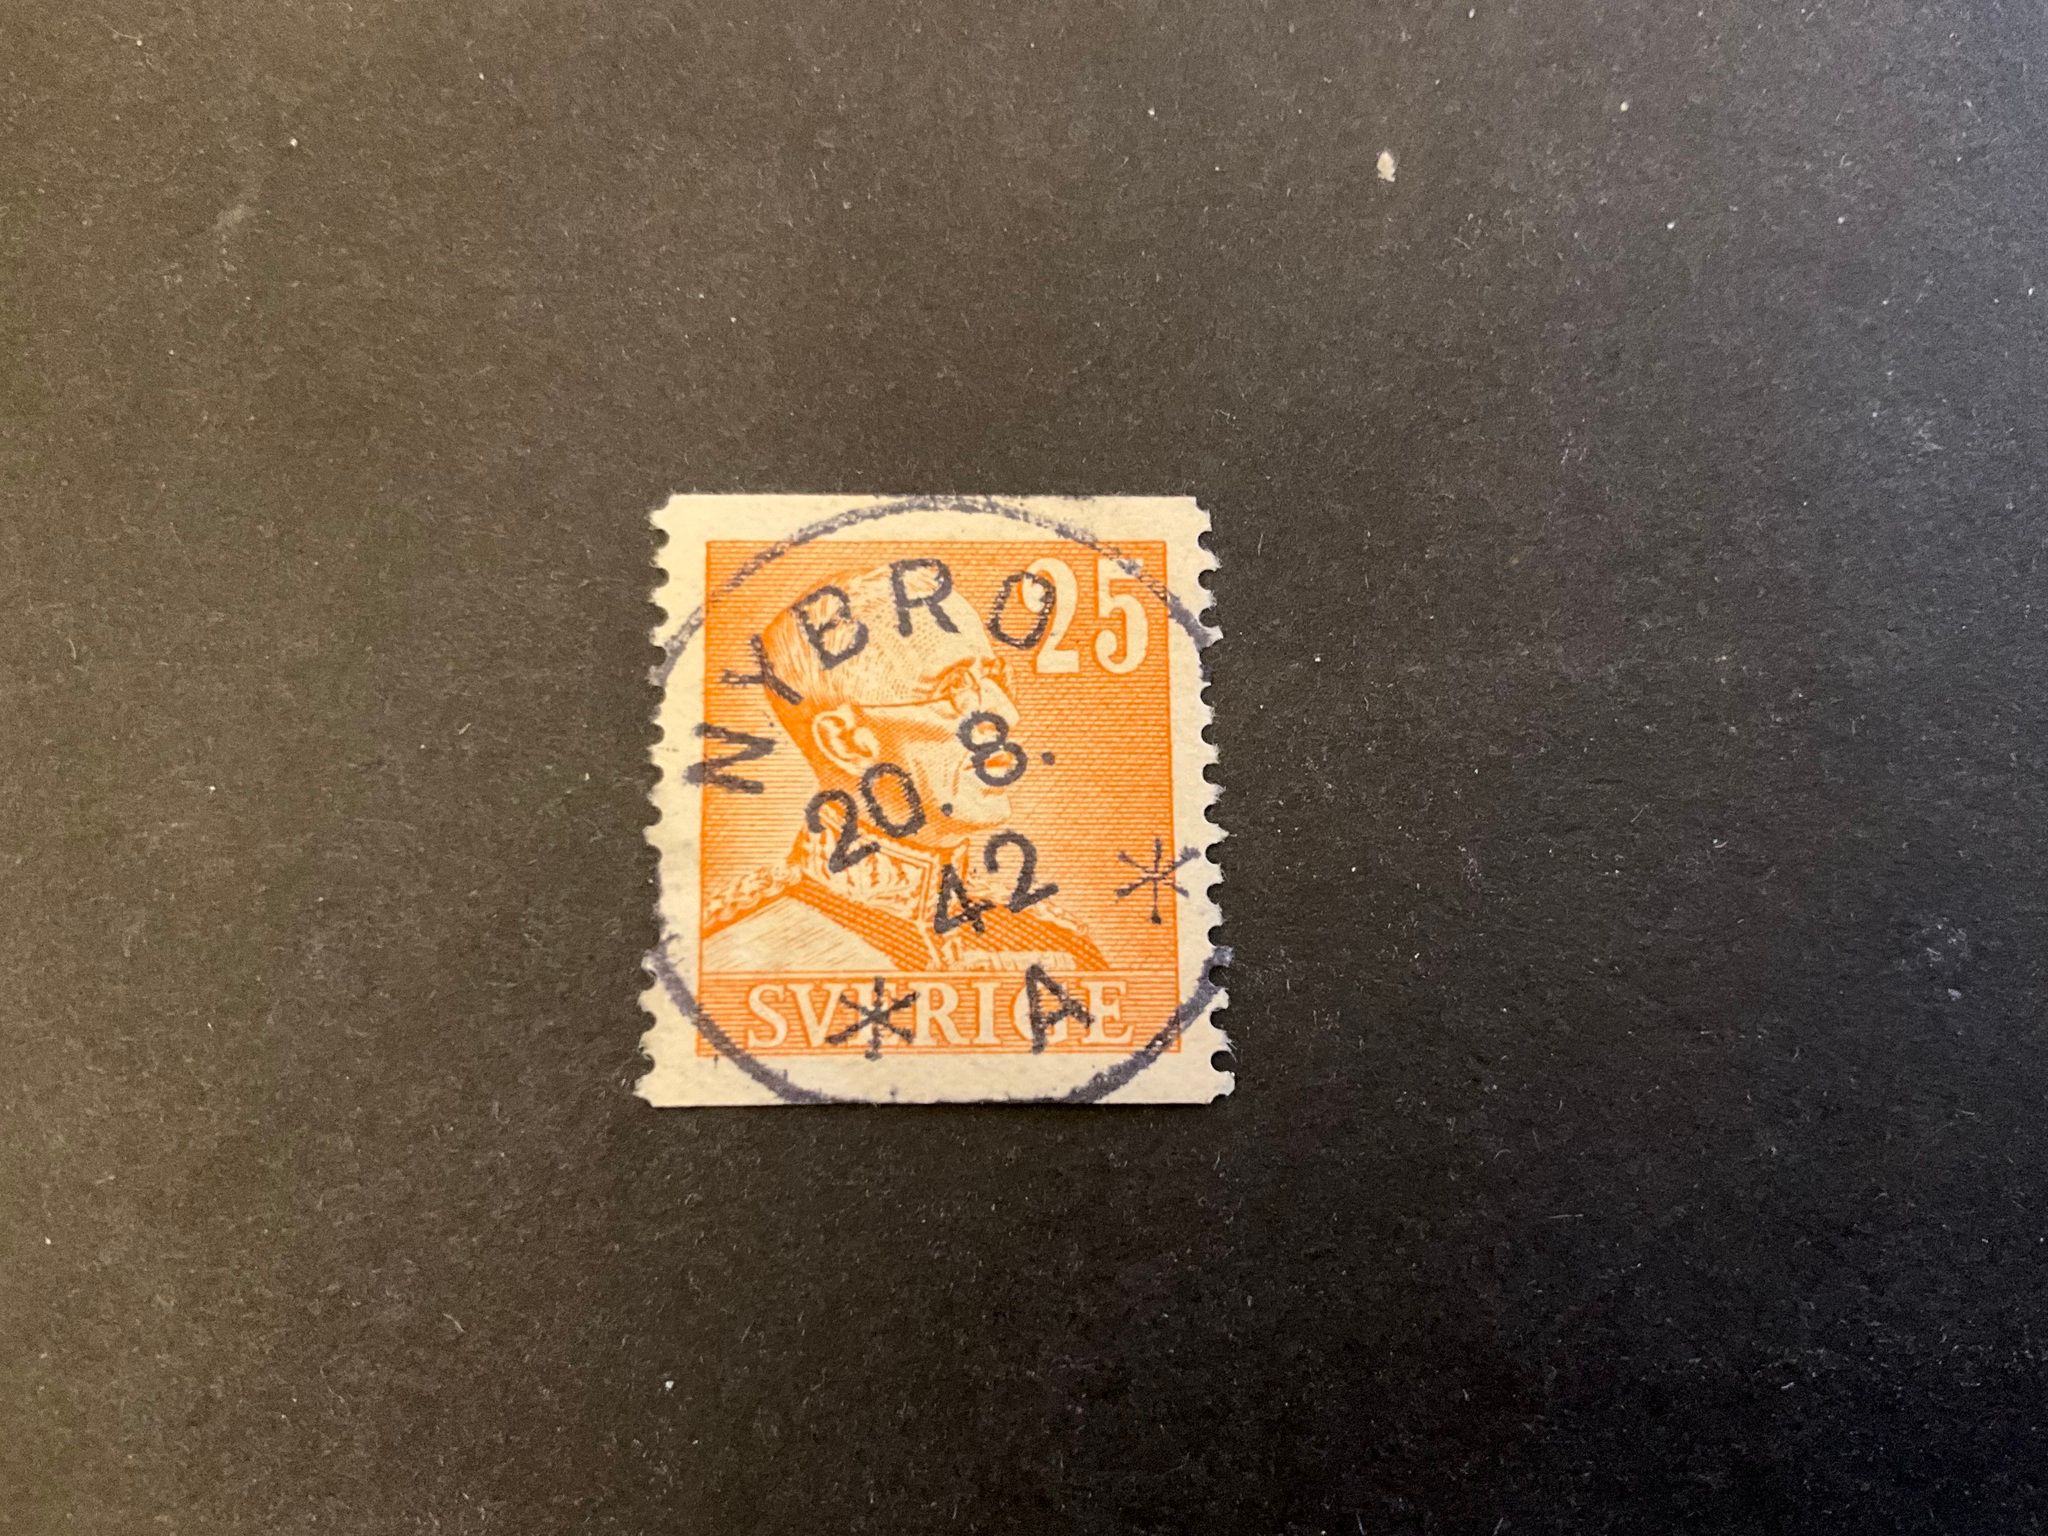 25
SVERIGE
NYBRO
20. 8.
42
* A *